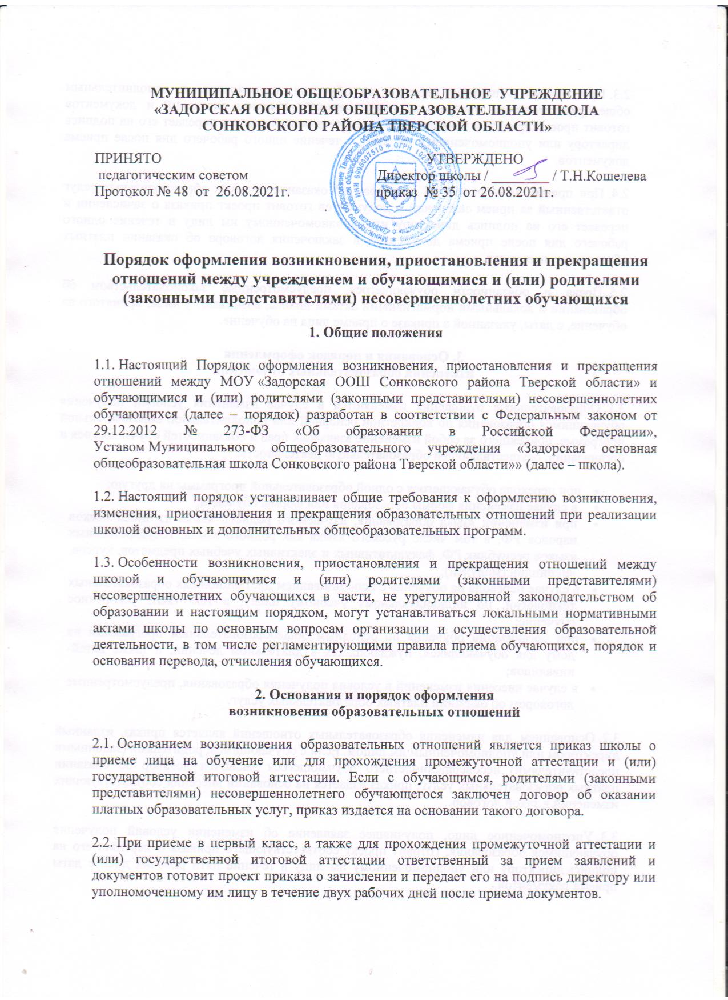 МУНИЦИПАЛЬНОЕ ОБЩЕОБРАЗОВАТЕЛЬНОЕ УЧРЕЖДЕНИЕ
«ЗАДОРСКАЯ ОСНОВНАЯ ОБЩЕОБРАЗОВАТЕЛЬНАЯ ШКОЛА
СОНКОВСКОГО РАЙОНА ТВЕРСКОЙ ОБЛАСТИ»
ПРИНЯТО УТВЕРЖДЕНО
педагогическим советом Директор школы / ________ / Т.Н.Кошелева
Протокол № 48 от 26.08.2021г. приказ № 35 от 26.08.2021г.
Порядок оформления возникновения, приостановления и прекращения
отношений между учреждением и обучающимися и (или) родителями
(законными представителями) несовершеннолетних обучающихся
1. Общие положения
1.1. Настоящий Порядок оформления возникновения, приостановления и прекращения
отношений между МОУ «Задорская ООШ Сонковского района Тверской области» и
обучающимися и (или) родителями (законными представителями) несовершеннолетних
обучающихся (далее – порядок) разработан в соответствии с Федеральным законом от
29.12.2012 № 273-ФЗ «Об образовании в Российской Федерации»,
Уставом Муниципального общеобразовательного учреждения «Задорская основная
общеобразовательная школа Сонковского района Тверской области»» (далее – школа).
1.2. Настоящий порядок устанавливает общие требования к оформлению возникновения,
изменения, приостановления и прекращения образовательных отношений при реализации
школой основных и дополнительных общеобразовательных программ.
1.3. Особенности возникновения, приостановления и прекращения отношений между
школой и обучающимися и (или) родителями (законными представителями)
несовершеннолетних обучающихся в части, не урегулированной законодательством об
образовании и настоящим порядком, могут устанавливаться локальными нормативными
актами школы по основным вопросам организации и осуществления образовательной
деятельности, в том числе регламентирующими правила приема обучающихся, порядок и
основания перевода, отчисления обучающихся.
2. Основания и порядок оформления
возникновения образовательных отношений
2.1. Основанием возникновения образовательных отношений является приказ школы о
приеме лица на обучение или для прохождения промежуточной аттестации и (или)
государственной итоговой аттестации. Если с обучающимся, родителями (законными
представителями) несовершеннолетнего обучающегося заключен договор об оказании
платных образовательных услуг, приказ издается на основании такого договора.
2.2. При приеме в первый класс, а также для прохождения промежуточной аттестации и
(или) государственной итоговой аттестации ответственный за прием заявлений и
документов готовит проект приказа о зачислении и передает его на подпись директору или
уполномоченному им лицу в течение двух рабочих дней после приема документов.